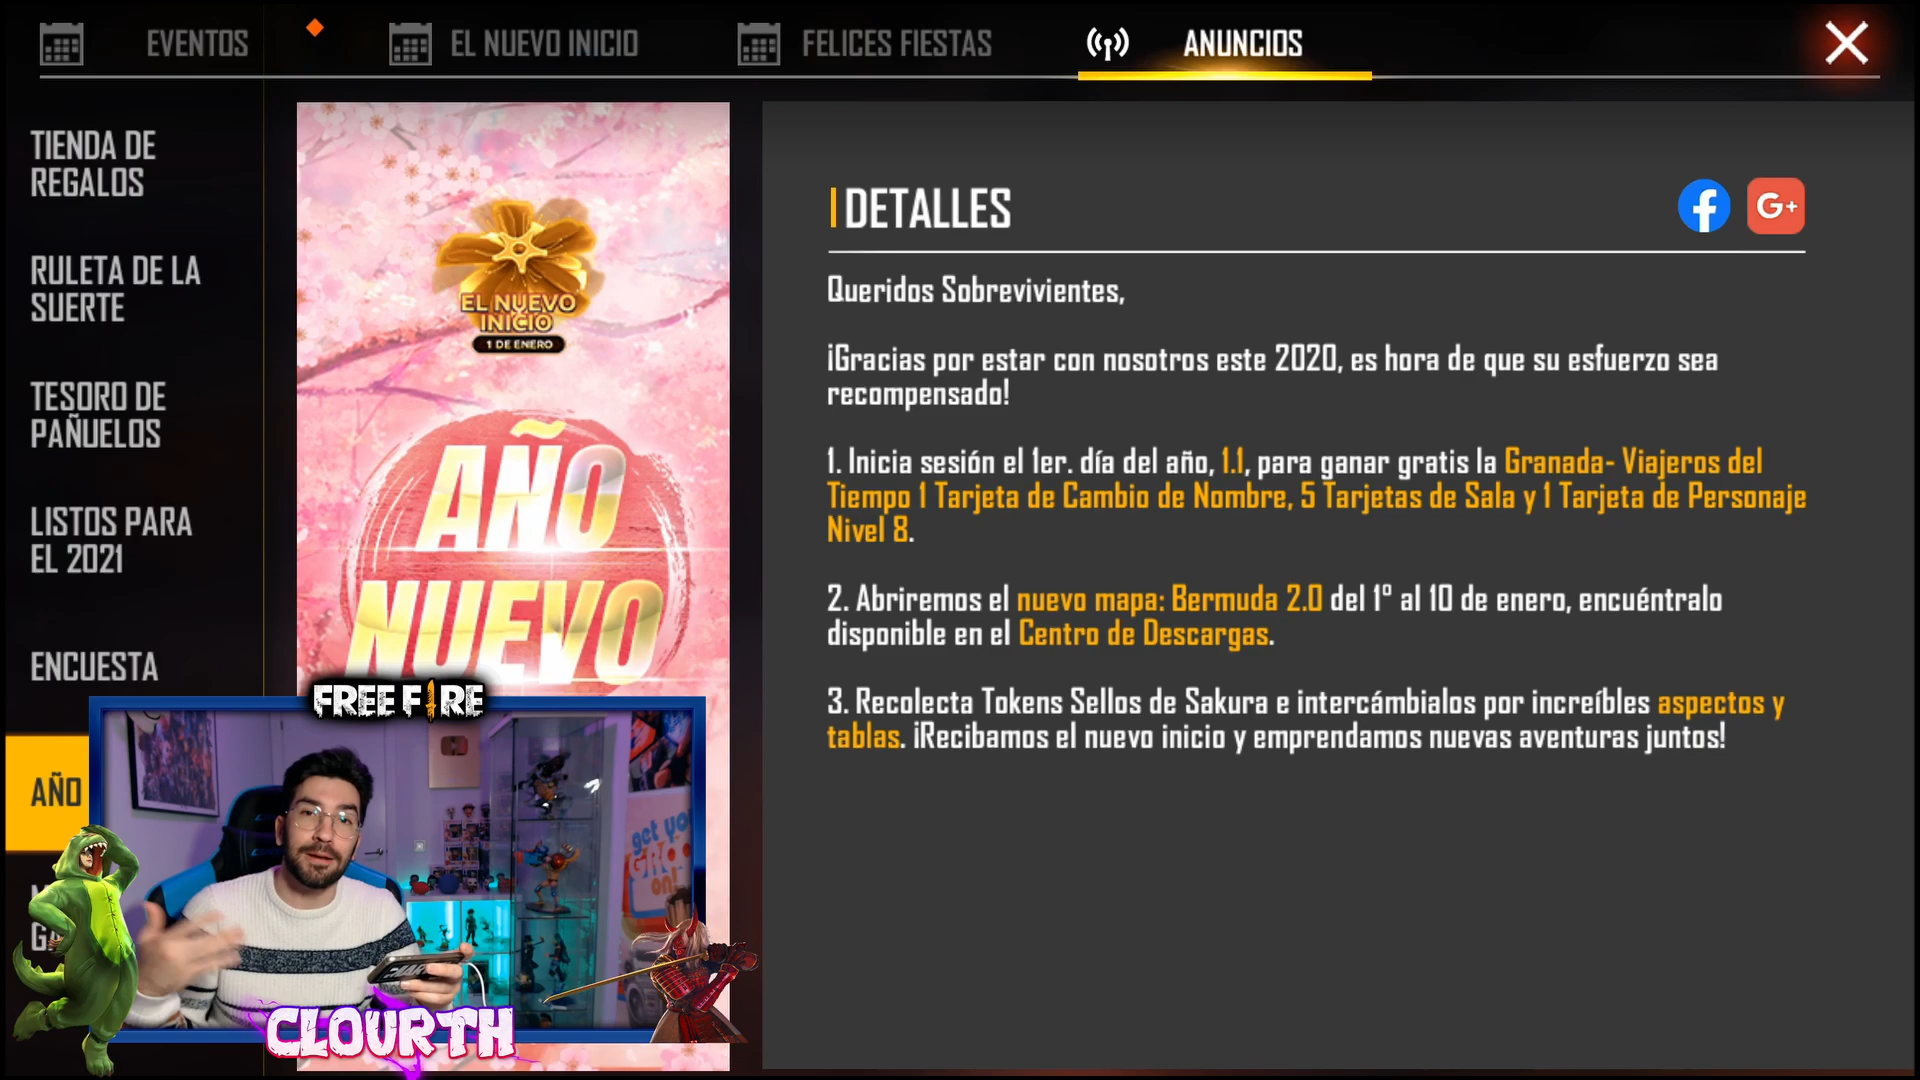 EVENTOS
EL NUEVO INICIO
FELICES FIESTAS
ANUNCIOS
TIENDA DE
REGALOS
RULETA DE LA
SUERTE
TESORO DE
PAÑUELOS
LISTOS PARA
EL 2021
ENCUESTA
AÑO
EL NUEVO
INICIO
1 DE ENERO
AÑO
NUEVO
DETALLES
G+
Queridos Sobrevivientes,
¡Gracias por estar con nosotros este 2020, es hora de que su esfuerzo sea
recompensado!
1. Inicia sesión el 1er. día del año, 1.1, para ganar gratis la Granada- Viajeros del
Tiempo 1 Tarjeta de Cambio de Nombre, 5 Tarjetas de Sala y 1 Tarjeta de Personaje
Nivel 8.
2. Abriremos el nuevo mapa: Bermuda 2.0 del 1° al 10 de enero, encuéntralo
disponible en el Centro de Descargas.
3. Recolecta Tokens Sellos de Sakura e intercámbialos por increíbles aspectos y
tablas. ¡Recibamos el nuevo inicio y emprendamos nuevas aventuras juntos!
FREE FIRE
get yo
on!
CLOURTH